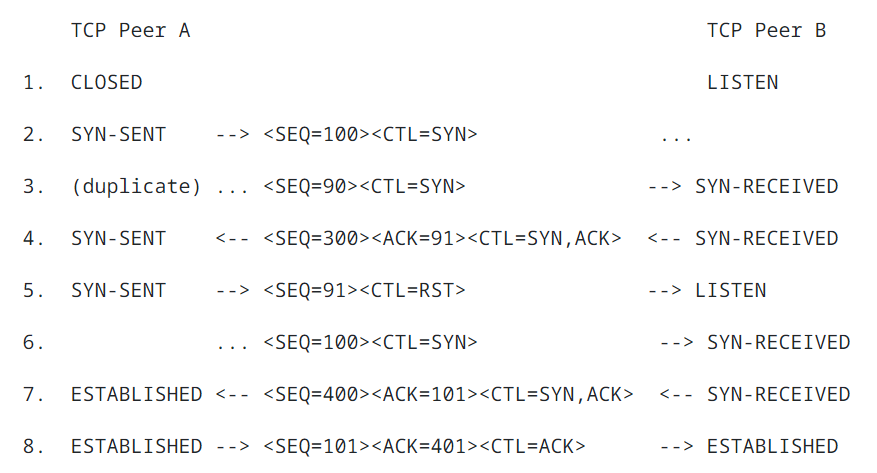 TCP Peer A                                           TCP Peer B
1.  CLOSED                                               LISTEN
2.  SYN-SENT    --> <SEQ=100><CTL=SYN>               ...
3.  (duplicate) ... <SEQ=90><CTL=SYN>               --> SYN-RECEIVED
4.  SYN-SENT    <-- <SEQ=300><ACK=91><CTL=SYN,ACK>  <-- SYN-RECEIVED
5.  SYN-SENT    --> <SEQ=91><CTL=RST>               --> LISTEN
6.              ... <SEQ=100><CTL=SYN>               --> SYN-RECEIVED
7.  ESTABLISHED <-- <SEQ=400><ACK=101><CTL=SYN,ACK>  <-- SYN-RECEIVED
8.  ESTABLISHED --> <SEQ=101><ACK=401><CTL=ACK>      --> ESTABLISHED